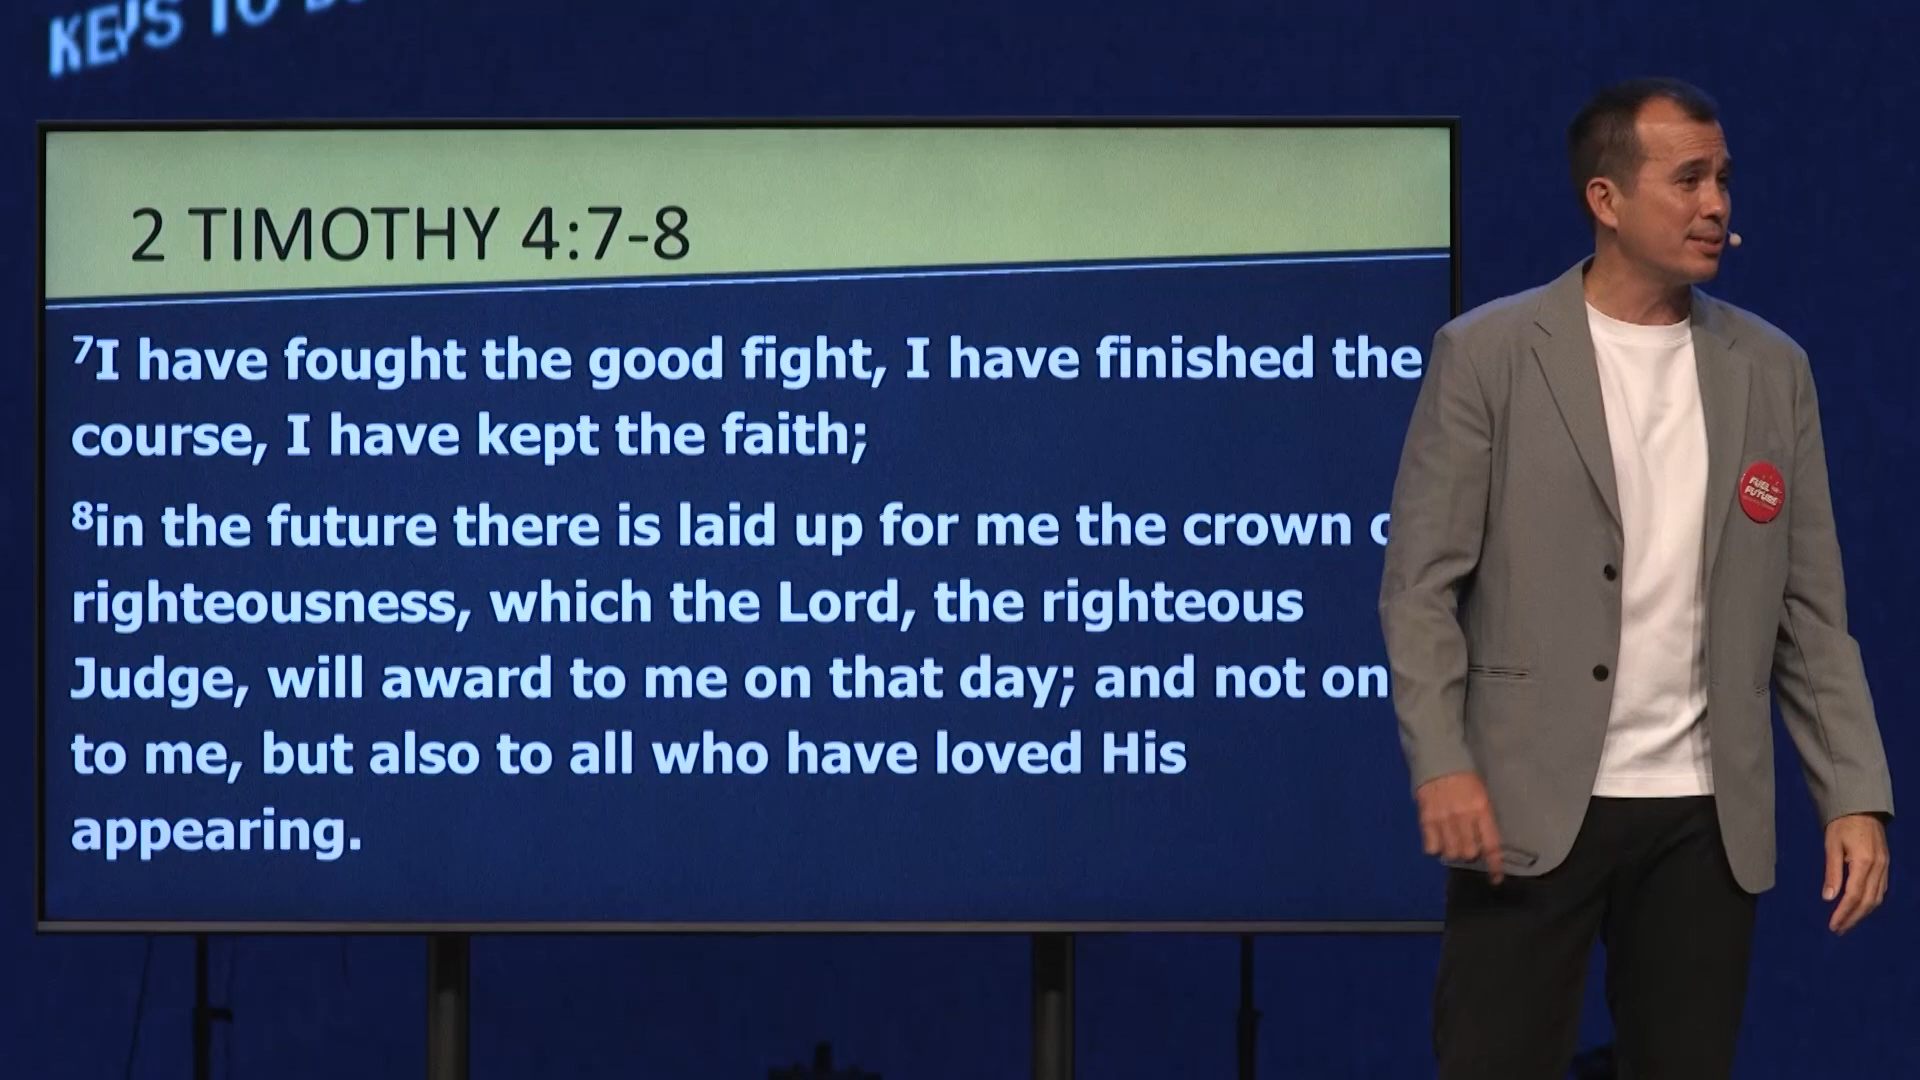 KEYS TO
2 TIMOTHY 4:7-8
7I have fought the good fight, I have finished the
course, I have kept the faith;
8in the future there is laid up for me the crown
righteousness, which the Lord, the righteous
Judge, will award to me on that day; and not on
to me, but also to all who have loved His
appearing.
FUEL
FUTURE